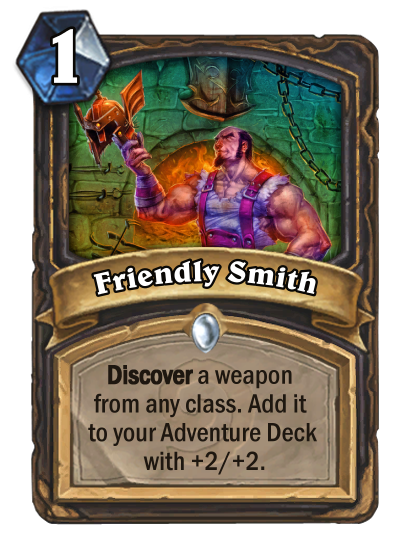 1
Friendly Smith
Discover a weapon
from any class. Add it
to your Adventure Deck
with +2/+2.